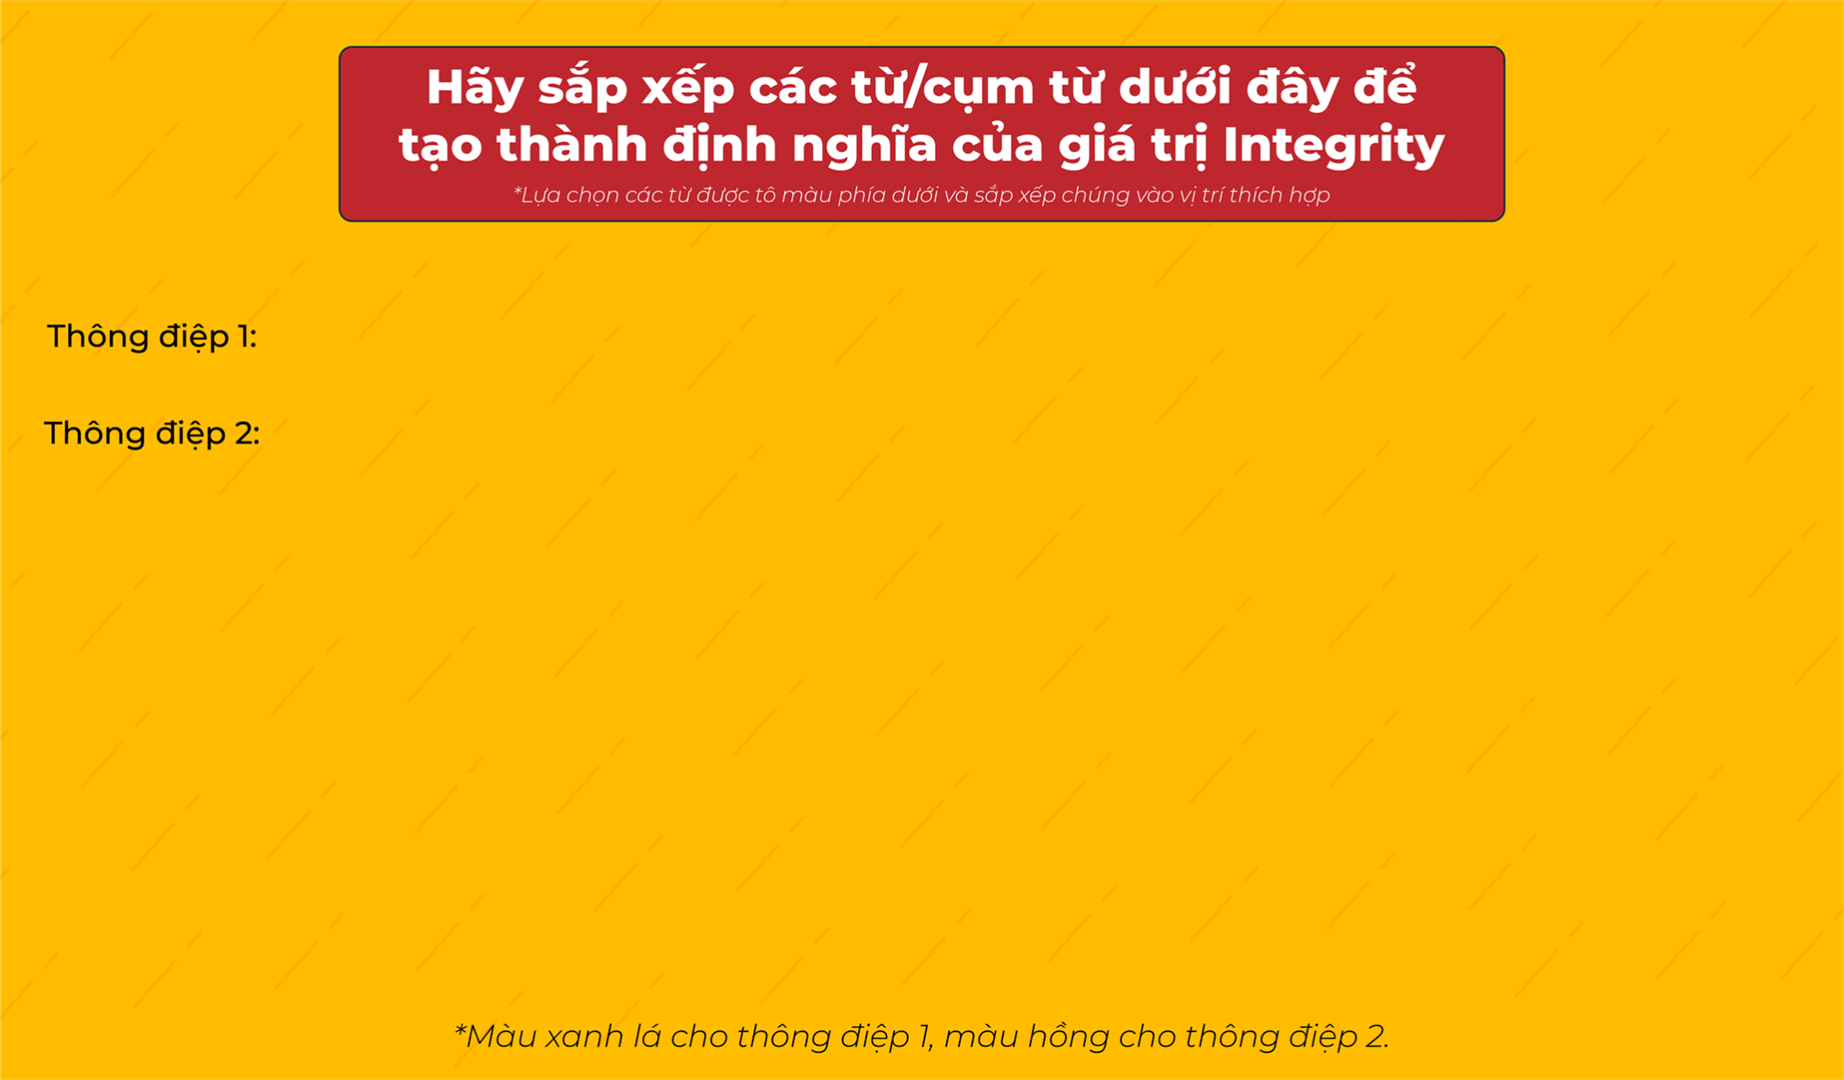 Hãy sắp xếp các từ/cụm từ dưới đây để
tạo thành định nghĩa của giá trị Integrity
*Lựa chọn các từ được tô màu phía dưới và sắp xếp chúng vào vị trí thích hợp
Thông điệp 1:
Thông điệp 2:
*Màu xanh lá cho thông điệp 1, màu hồng cho thông điệp 2.